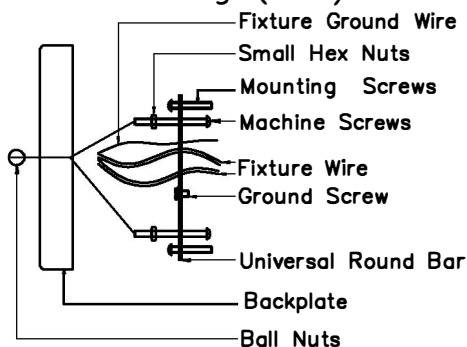 Fixture Ground Wire
Small Hex Nuts
Mounting Screws
Machine Screws
Fixture Wire
Ground Screw
Universal Round Bar
Backplate
Ball Nuts